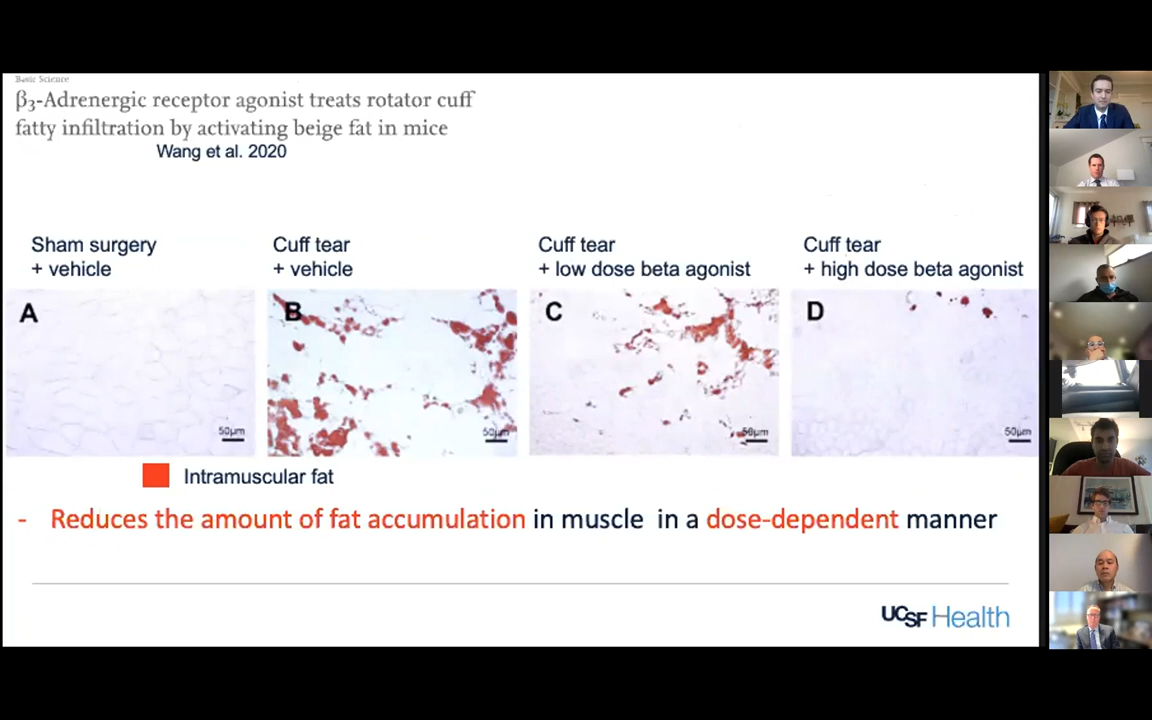 Basic Science
β3-Adrenergic receptor agonist treats rotator cuff
fatty infiltration by activating beige fat in mice
Wang et al. 2020
Sham surgery
+ vehicle
Cuff tear
+ vehicle
Cuff tear
+ low dose beta agonist
Cuff tear
+ high dose beta agonist
A
B
C
D
50μm
50μm
50μm
50μm
Intramuscular fat
- Reduces the amount of fat accumulation in muscle in a dose-dependent manner
UCSF Health